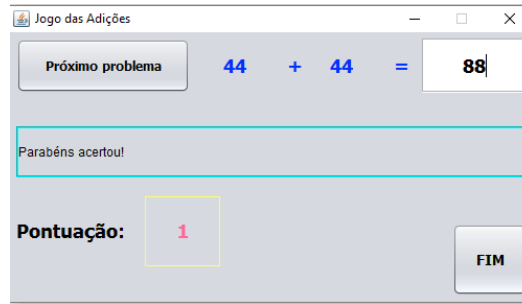 Jogo das Adições
Próximo problema 44 + 44 = 88
Parabéns acertou!
Pontuação: 1
FIM